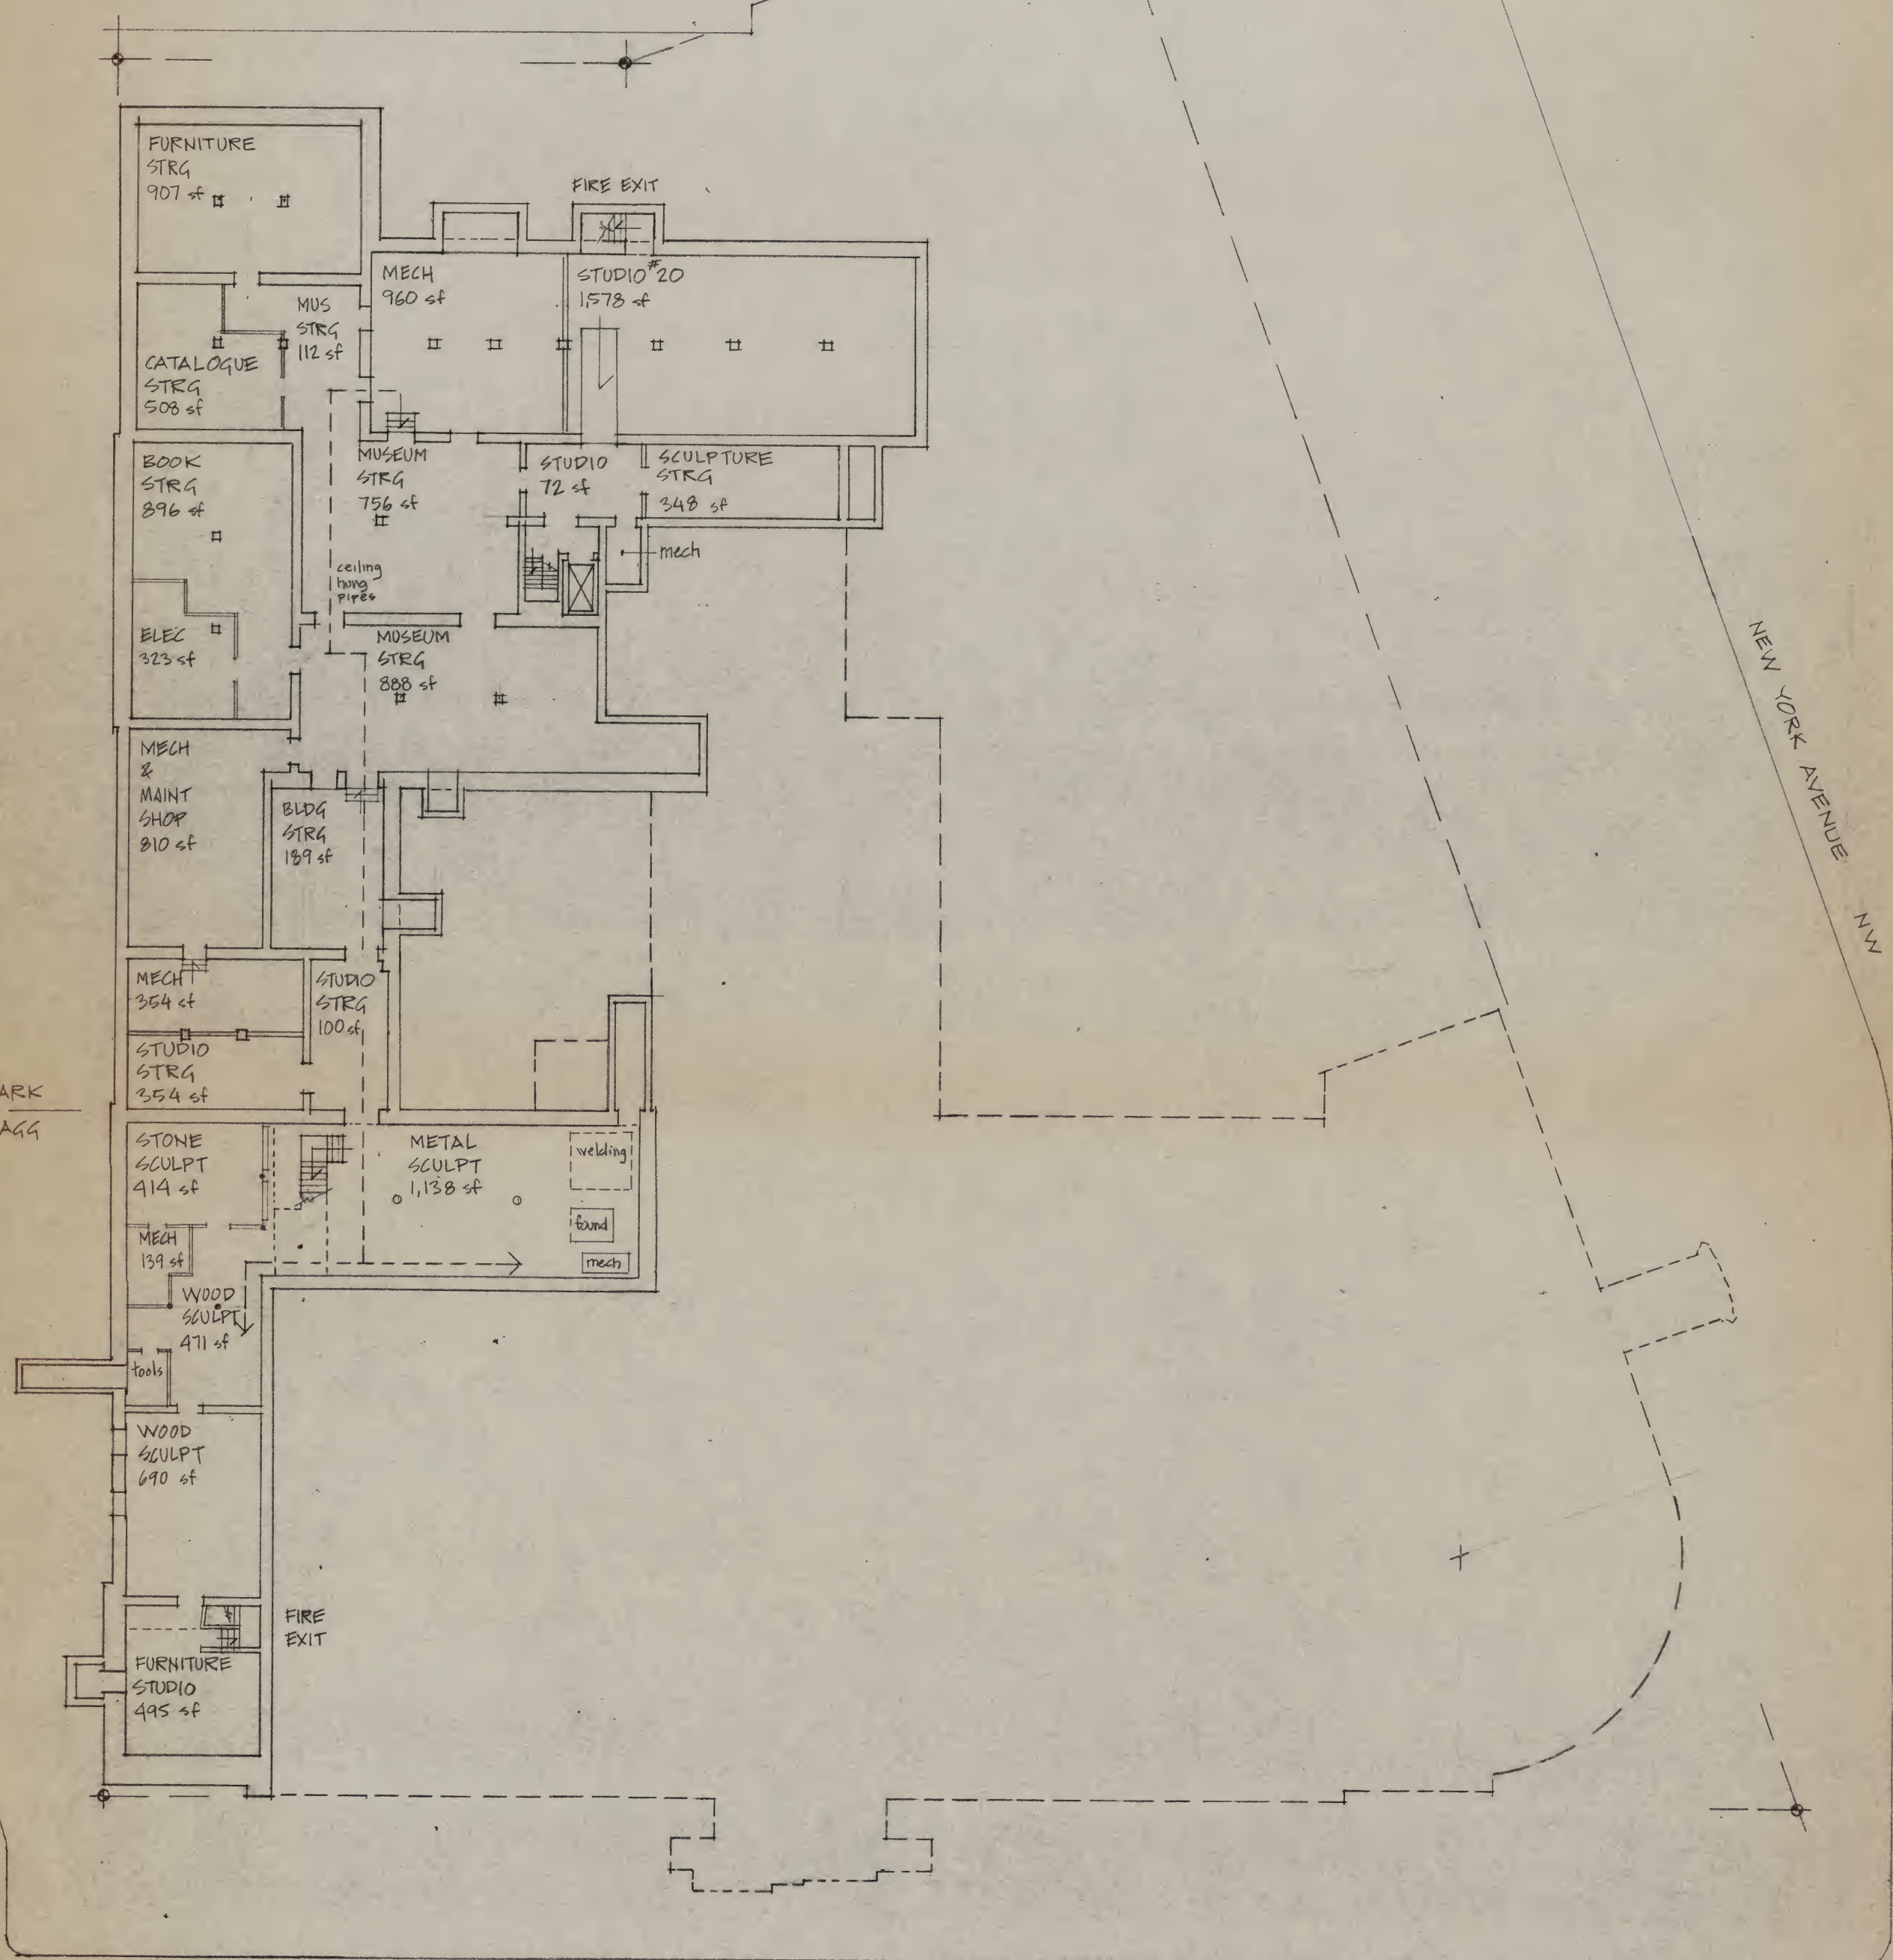 FURNITURE
STRG
907 sf
FIRE EXIT
MECH
960 sf
STUDIO #20
1,578 sf
MUS
STRG
112 sf
CATALOGUE
STRG
508 sf
BOOK
STRG
896 sf
MUSEUM
STRG
756 sf
STUDIO
72 sf
SCULPTURE
STRG
348 sf
mech
ceiling
hung
pipes
ELEC
323 sf
MUSEUM
STRG
888 sf
NEW YORK AVENUE NW
MECH
&
MAINT
SHOP
810 sf
BLDG
STRG
189 sf
MECH
354 sf
STUDIO
STRG
100 sf
STUDIO
STRG
354 sf
ARK
AGG
STONE
SCULPT
414 sf
METAL
SCULPT
1,138 sf
welding
found
mech
MECH
139 sf
WOOD
SCULPT
471 sf
tools
WOOD
SCULPT
690 sf
FIRE
EXIT
FURNITURE
STUDIO
495 sf